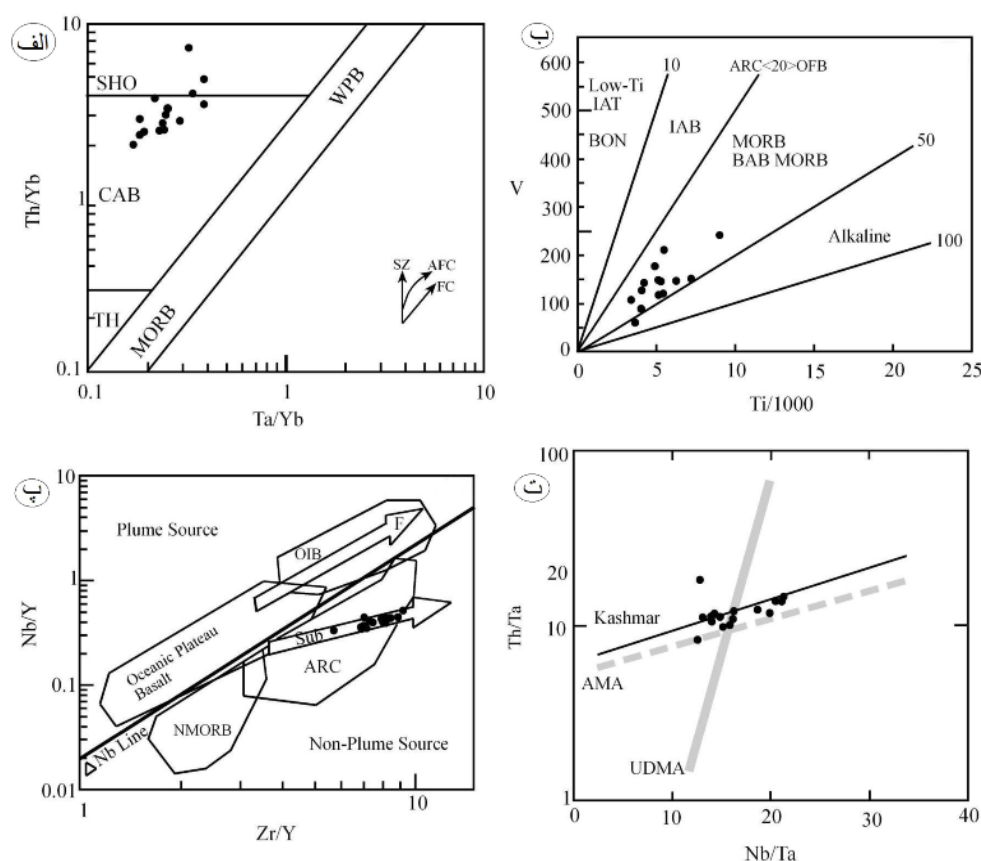 الف
10
SHO
WPB
Th/Yb
1
CAB
SZ
AFC
FC
TH
MORB
0.1
0.1
1
10
Ta/Yb
600
10
ARC<20>OFB
Low-Ti
IAT
500
IAB
BON
MORB
BAB MORB
50
400
V
300
200
Alkaline
100
100
0
0
5
10
15
20
25
Ti/1000
10
Plume Source
F
OIB
Nb/Y
1
Oceanic Plateau
Basalt
Sub
ARC
0.1
NMORB
Δ Nb Line
Non-Plume Source
0.01
1
10
Zr/Y
100
Th/Ta
20
Kashmar
10
AMA
UDMA
1
0
10
20
30
40
Nb/Ta